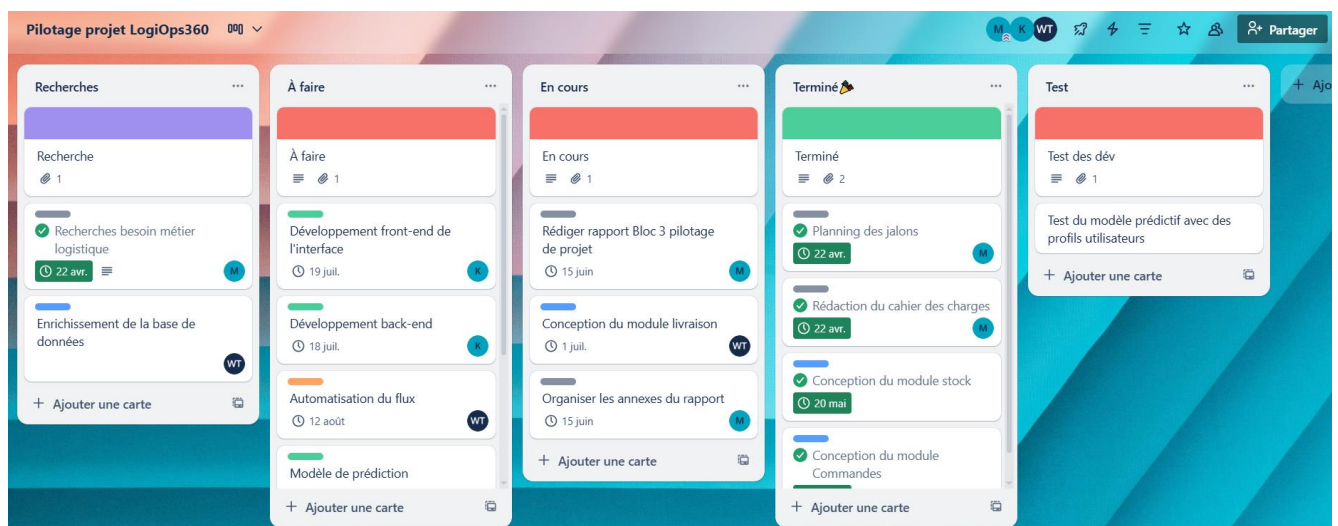 Pilotage projet LogiOps360
M
K
WT
Partager
Recherches
Recherche
1
Recherches besoin métier
logistique
22 avr.
M
Enrichissement de la base de
données
WT
+ Ajouter une carte
À faire
À faire
1
Développement front-end de
l'interface
19 juil.
K
Développement back-end
18 juil.
K
Automatisation du flux
12 août
WT
Modèle de prédiction
+ Ajouter une carte
En cours
En cours
1
Rédiger rapport Bloc 3 pilotage
de projet
15 juin
M
Conception du module livraison
1 juil.
WT
Organiser les annexes du rapport
15 juin
M
+ Ajouter une carte
Terminé
Terminé
2
Planning des jalons
22 avr.
M
Rédaction du cahier des charges
22 avr.
M
Conception du module stock
20 mai
Conception du module
Commandes
+ Ajouter une carte
Test
Test des dév
1
Test du modèle prédictif avec des
profils utilisateurs
+ Ajouter une carte
+ Ajo